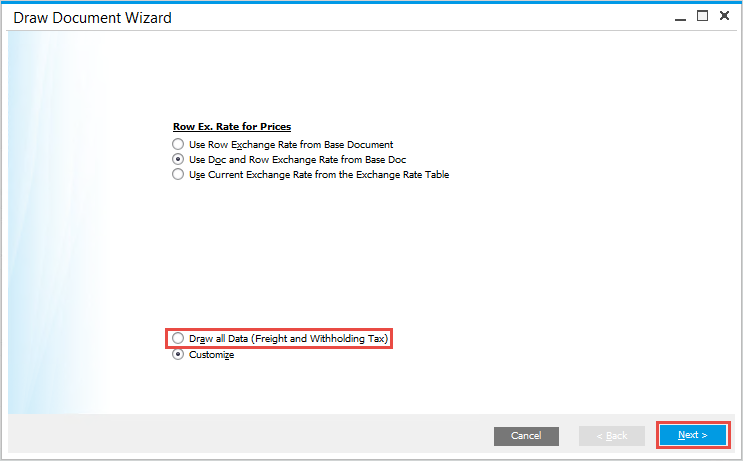 Draw Document Wizard
Row Ex. Rate for Prices
Use Row Exchange Rate from Base Document
Use Doc and Row Exchange Rate from Base Doc
Use Current Exchange Rate from the Exchange Rate Table
Draw all Data (Freight and Withholding Tax)
Customize
Cancel
< Back
Next >